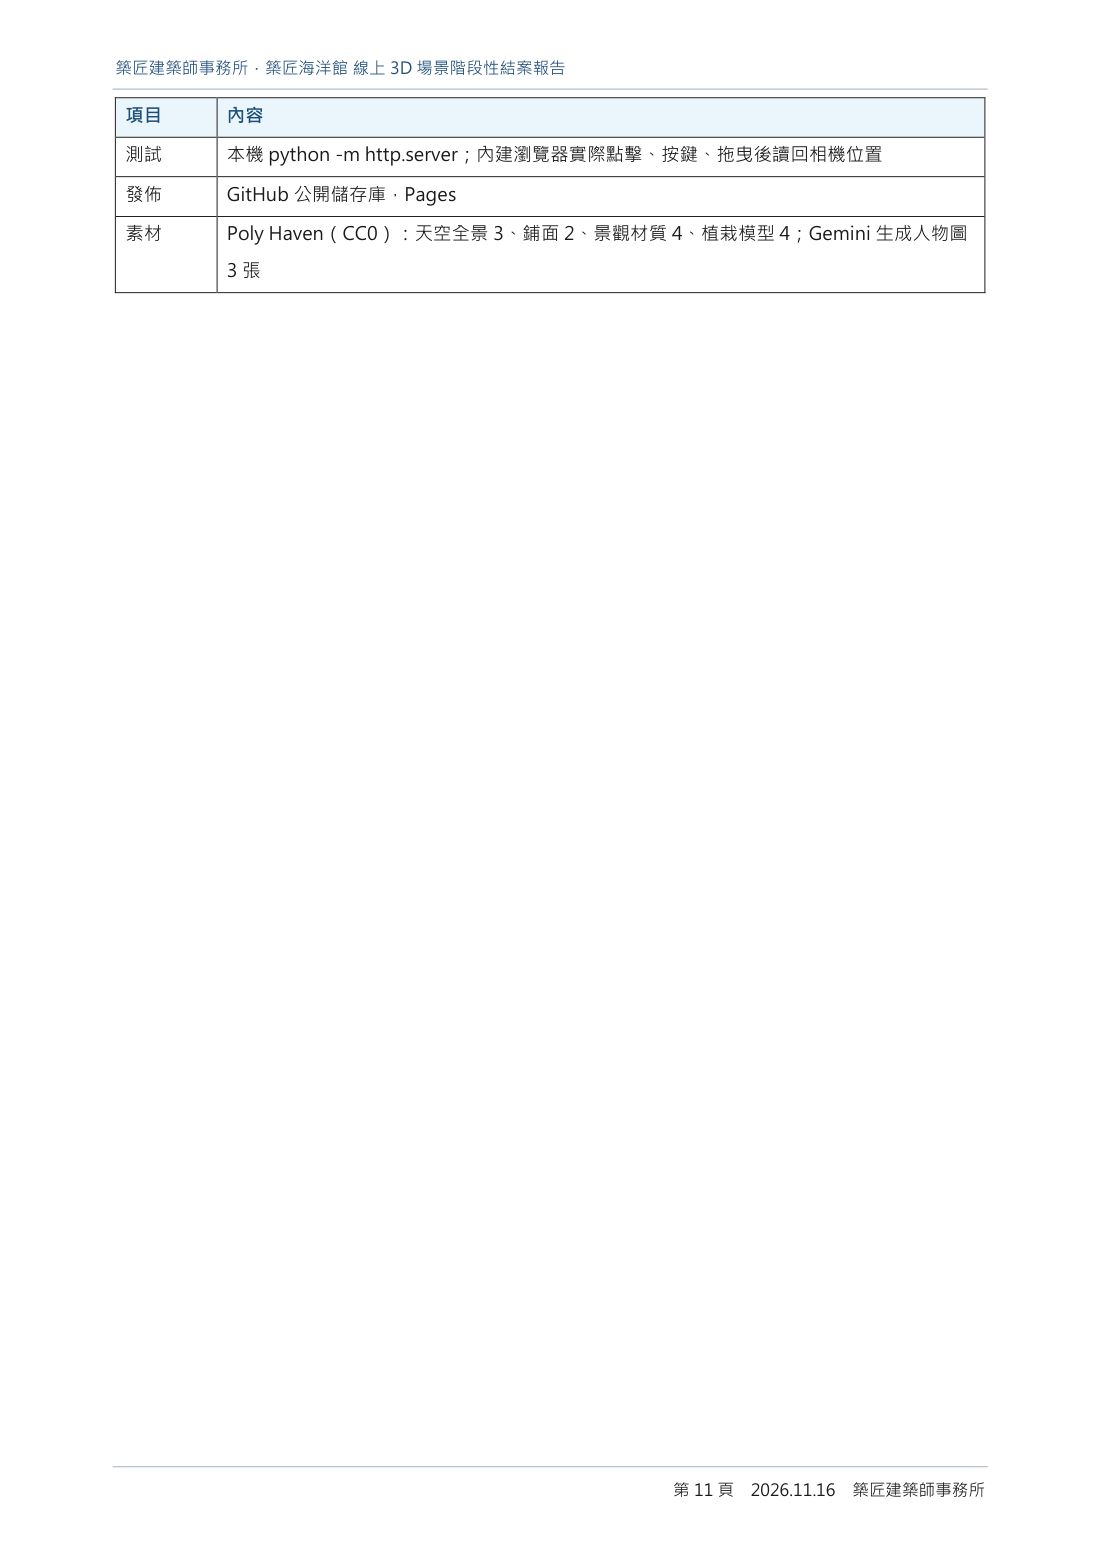 築匠建築師事務所．築匠海洋館 線上 3D 場景階段性結案報告
項目 內容
測試 本機 python -m http.server；內建瀏覽器實際點擊、按鍵、拖曳後讀回相機位置
發佈 GitHub 公開儲存庫．Pages
素材 Poly Haven（CC0）：天空全景 3、鋪面 2、景觀材質 4、植栽模型 4；Gemini 生成人物圖
3 張
第 11 頁　2026.11.16　築匠建築師事務所